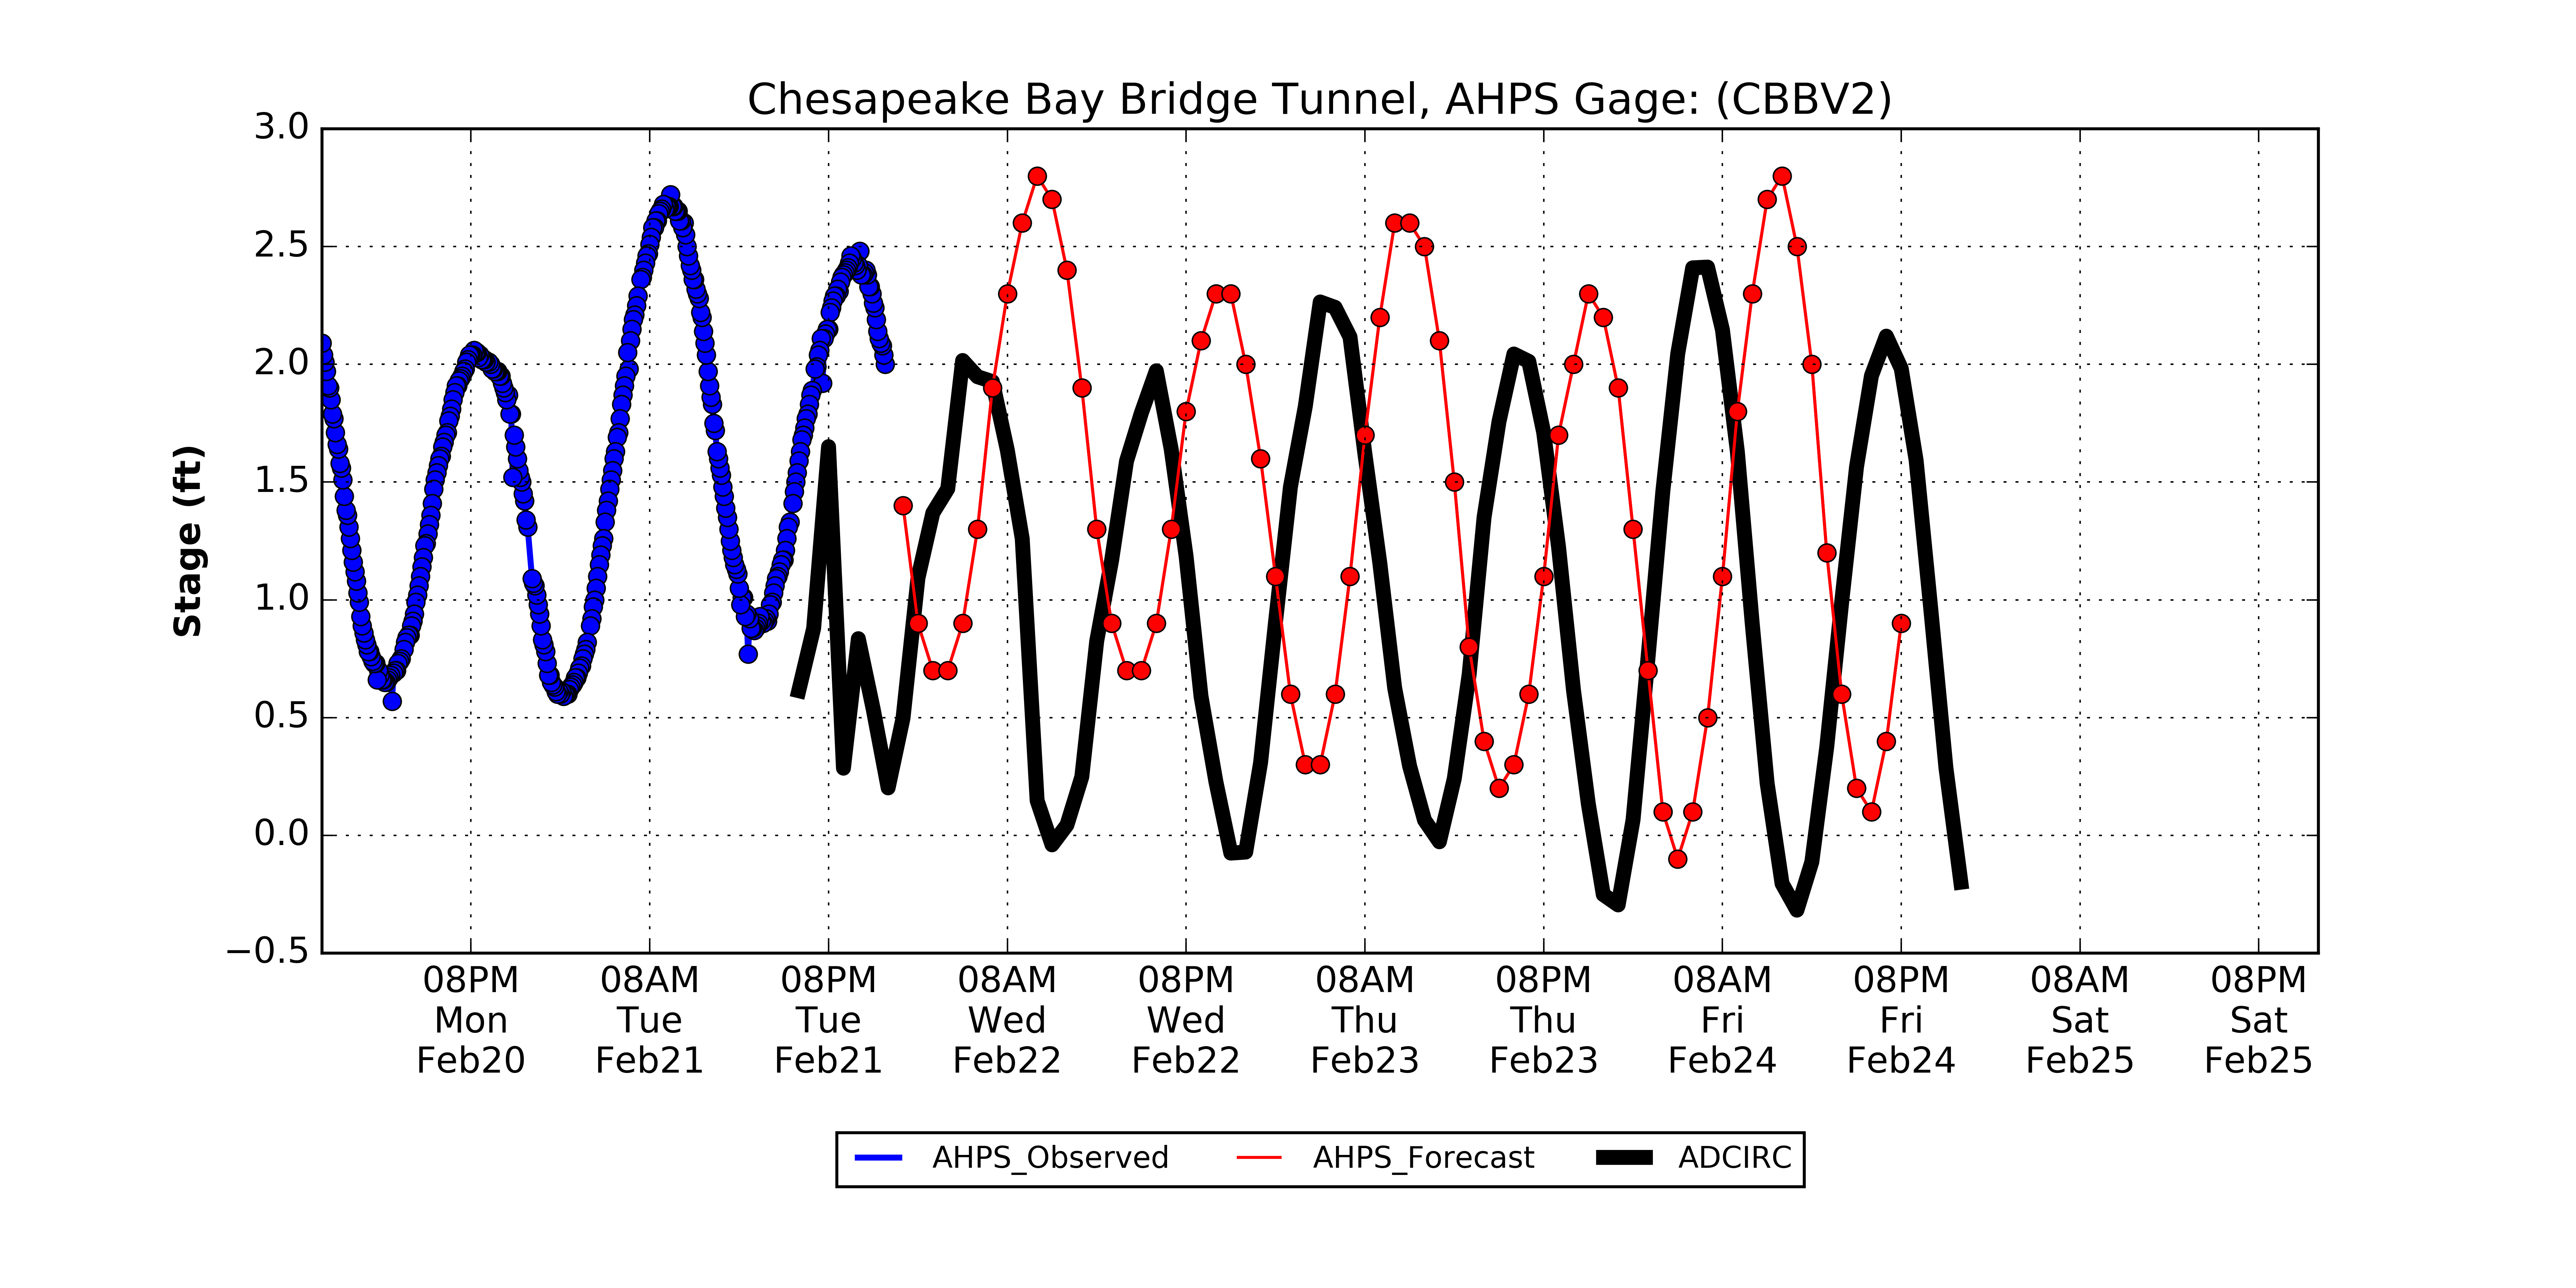 Chesapeake Bay Bridge Tunnel, AHPS Gage: (CBBV2)
3.0
2.5
2.0
1.5
1.0
0.5
0.0
−0.5
Stage (ft)
08PM Mon Feb20
08AM Tue Feb21
08PM Tue Feb21
08AM Wed Feb22
08PM Wed Feb22
08AM Thu Feb23
08PM Thu Feb23
08AM Fri Feb24
08PM Fri Feb24
08AM Sat Feb25
08PM Sat Feb25
AHPS_Observed AHPS_Forecast ADCIRC